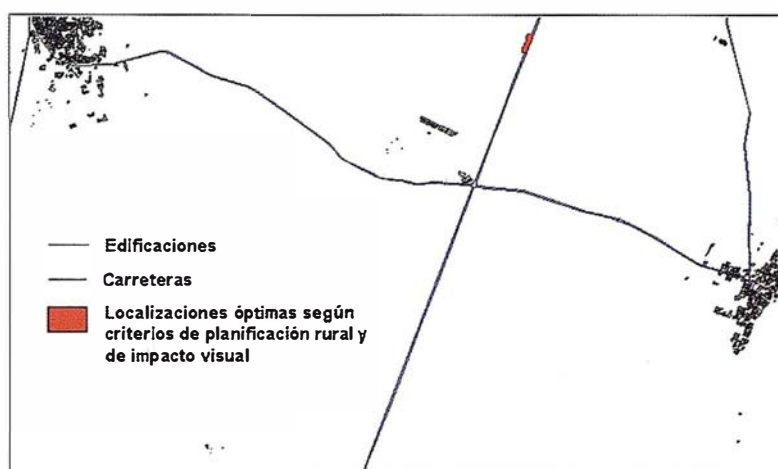 Edificaciones
Carreteras
Localizaciones óptimas según
criterios de planificación rural y
de impacto visual